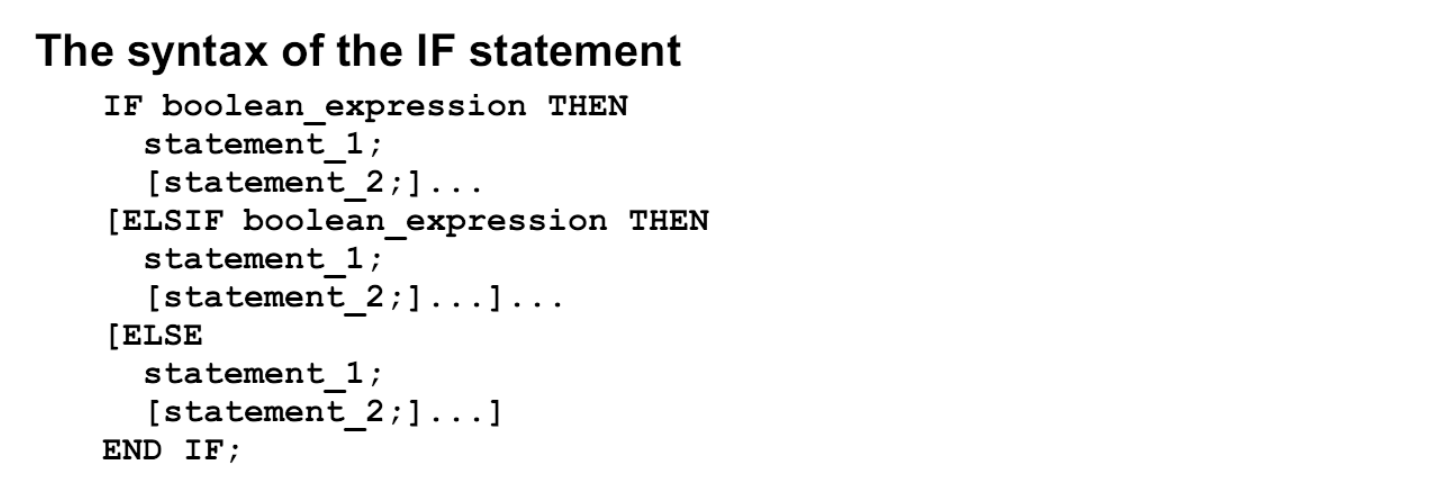 The syntax of the IF statement
IF boolean_expression THEN
statement_1;
[statement_2;]...
[ELSIF boolean_expression THEN
statement_1;
[statement_2;]...]...
[ELSE
statement_1;
[statement_2;]...]
END IF;